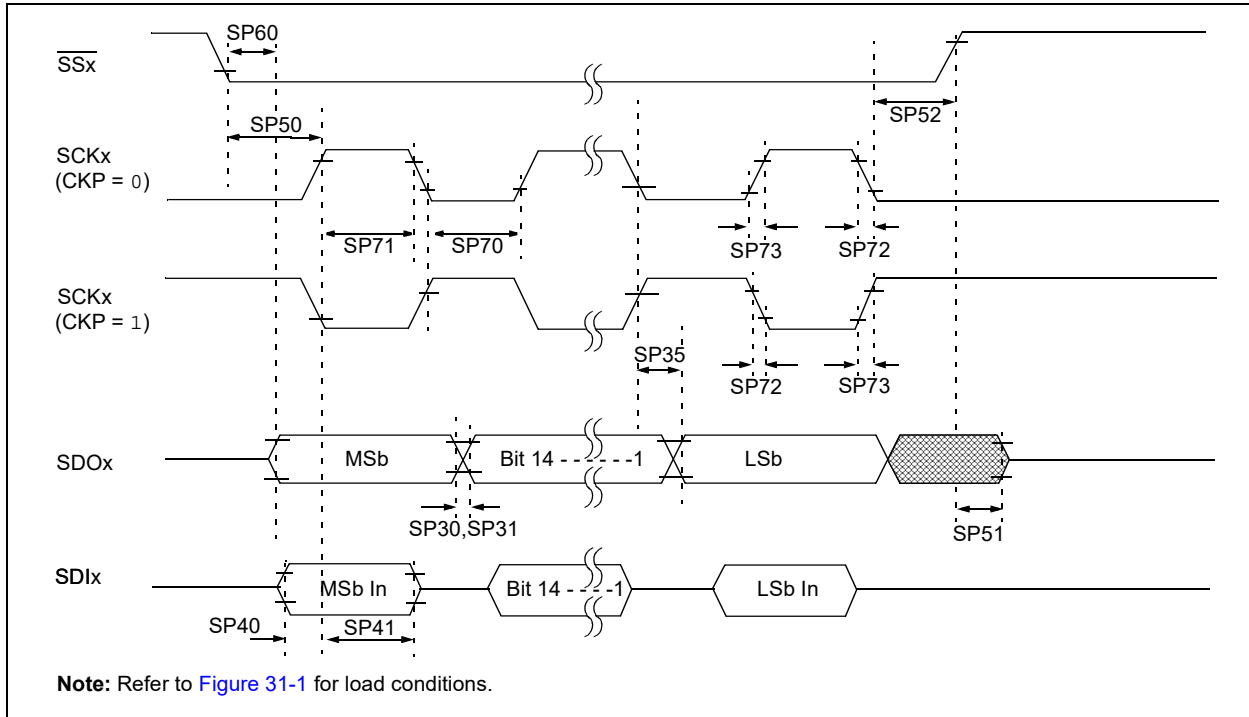 SP60
SSx
SP50
SP52
SCKx
(CKP = 0)
SP71
SP70
SP73
SP72
SCKx
(CKP = 1)
SP35
SP72
SP73
SDOx
MSb
Bit 14 - - - - - -1
LSb
SP30,SP31
SP51
SDIx
MSb In
Bit 14 - - - -1
LSb In
SP40
SP41
Note: Refer to Figure 31-1 for load conditions.